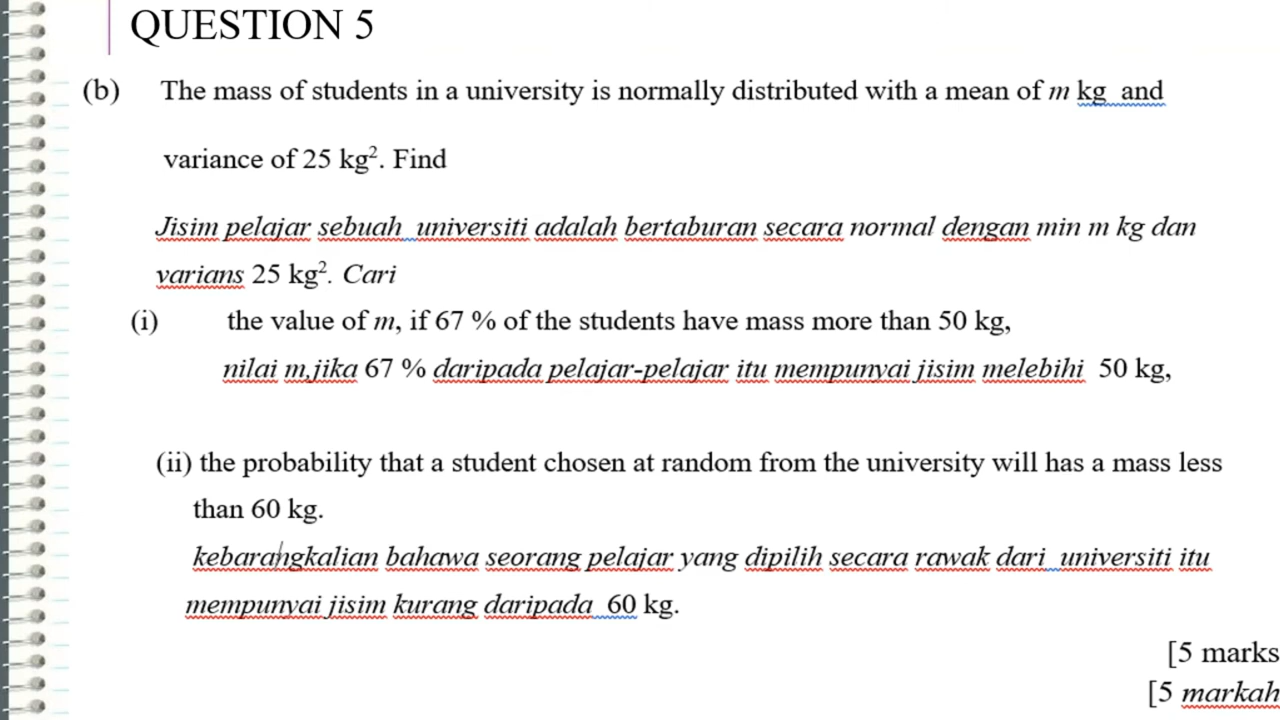 QUESTION 5
(b) The mass of students in a university is normally distributed with a mean of m kg and
variance of 25 kg². Find
Jisim pelajar sebuah universiti adalah bertaburan secara normal dengan min m kg dan
varians 25 kg². Cari
(i) the value of m, if 67 % of the students have mass more than 50 kg,
nilai m,jika 67 % daripada pelajar-pelajar itu mempunyai jisim melebihi 50 kg,
(ii) the probability that a student chosen at random from the university will has a mass less
than 60 kg.
kebarangkalian bahawa seorang pelajar yang dipilih secara rawak dari universiti itu
mempunyai jisim kurang daripada 60 kg.
[5 marks
[5 markah